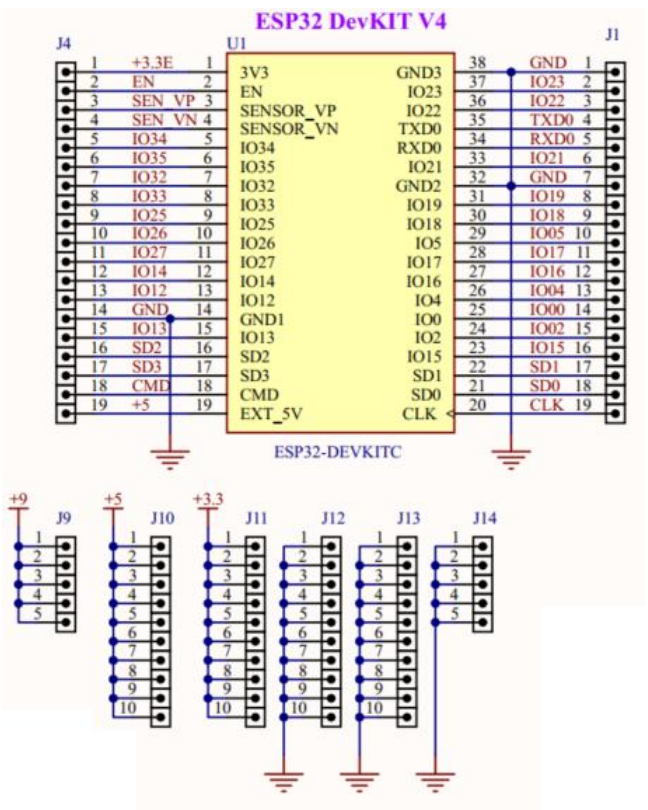 ESP32 DevKIT V4
J4 U1 J1
1 +3.3E 1 3V3 GND3 38 GND 1
2 EN 2 EN IO23 37 IO23 2
3 SEN_VP 3 SENSOR_VP IO22 36 IO22 3
4 SEN_VN 4 SENSOR_VN TXD0 35 TXD0 4
5 IO34 5 IO34 RXD0 34 RXD0 5
6 IO35 6 IO35 IO21 33 IO21 6
7 IO32 7 IO32 GND2 32 GND 7
8 IO33 8 IO33 IO19 31 IO19 8
9 IO25 9 IO25 IO18 30 IO18 9
10 IO26 10 IO26 IO5 29 IO05 10
11 IO27 11 IO27 IO17 28 IO17 11
12 IO14 12 IO14 IO16 27 IO16 12
13 IO12 13 IO12 IO4 26 IO04 13
14 GND 14 GND1 IO0 25 IO00 14
15 IO13 15 IO13 IO2 24 IO02 15
16 SD2 16 SD2 IO15 23 IO15 16
17 SD3 17 SD3 SD1 22 SD1 17
18 CMD 18 CMD SD0 21 SD0 18
19 +5 19 EXT_5V CLK 20 CLK 19
ESP32-DEVKITC
+9 +5 +3.3
J9 J10 J11 J12 J13 J14
1 1 1 1 1 1
2 2 2 2 2 2
3 3 3 3 3 3
4 4 4 4 4 4
5 5 5 5 5 5
6 6 6 6
7 7 7 7
8 8 8 8
9 9 9 9
10 10 10 10